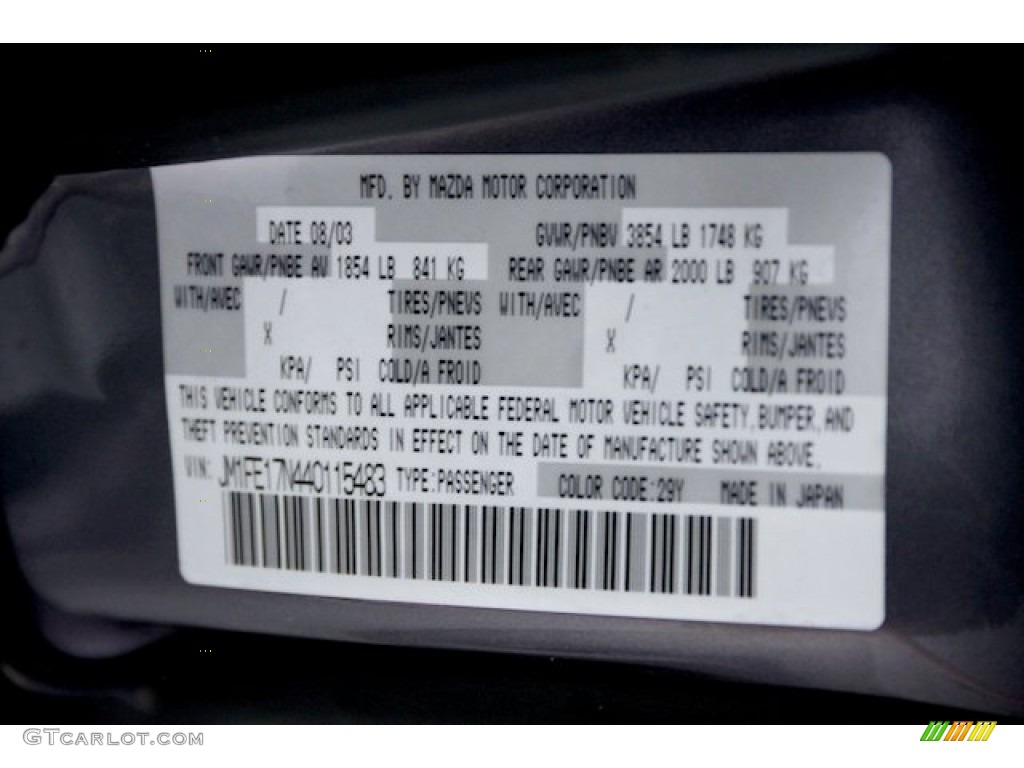 MFD. BY MAZDA MOTOR CORPORATION
DATE 08/03 GVWR/PNBV 3854 LB 1748 KG
FRONT GAWR/PNBE AV 1854 LB 841 KG REAR GAWR/PNBE AR 2000 LB 907 KG
WITH/AVEC / TIRES/PNEVS WITH/AVEC / TIRES/PNEVS
X RIMS/JANTES X RIMS/JANTES
KPA/ PSI COLD/A FROID KPA/ PSI COLD/A FROID
THIS VEHICLE CONFORMS TO ALL APPLICABLE FEDERAL MOTOR VEHICLE SAFETY, BUMPER, AND
THEFT PREVENTION STANDARDS IN EFFECT ON THE DATE OF MANUFACTURE SHOWN ABOVE.
VIN: JM1FE17N440115483 TYPE:PASSENGER COLOR CODE:29Y MADE IN JAPAN
GTCARLOT.COM